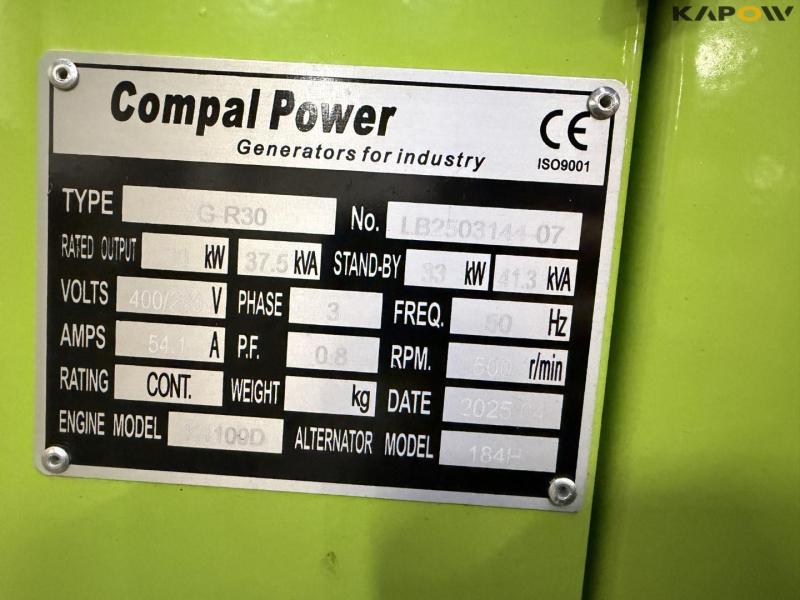 KAPOW
Compal Power
Generators for industry
CE
ISO9001
TYPE G-R30 No. LB2503144-07
RATED OUTPUT kW 37.5 kVA STAND-BY 33 kW 41.3 kVA
VOLTS V PHASE 3 FREQ. 50 Hz
AMPS 54.1 A P.F. 0.8 RPM. r/min
RATING CONT. WEIGHT kg DATE 2025.04
ENGINE MODEL ALTERNATOR MODEL 184H